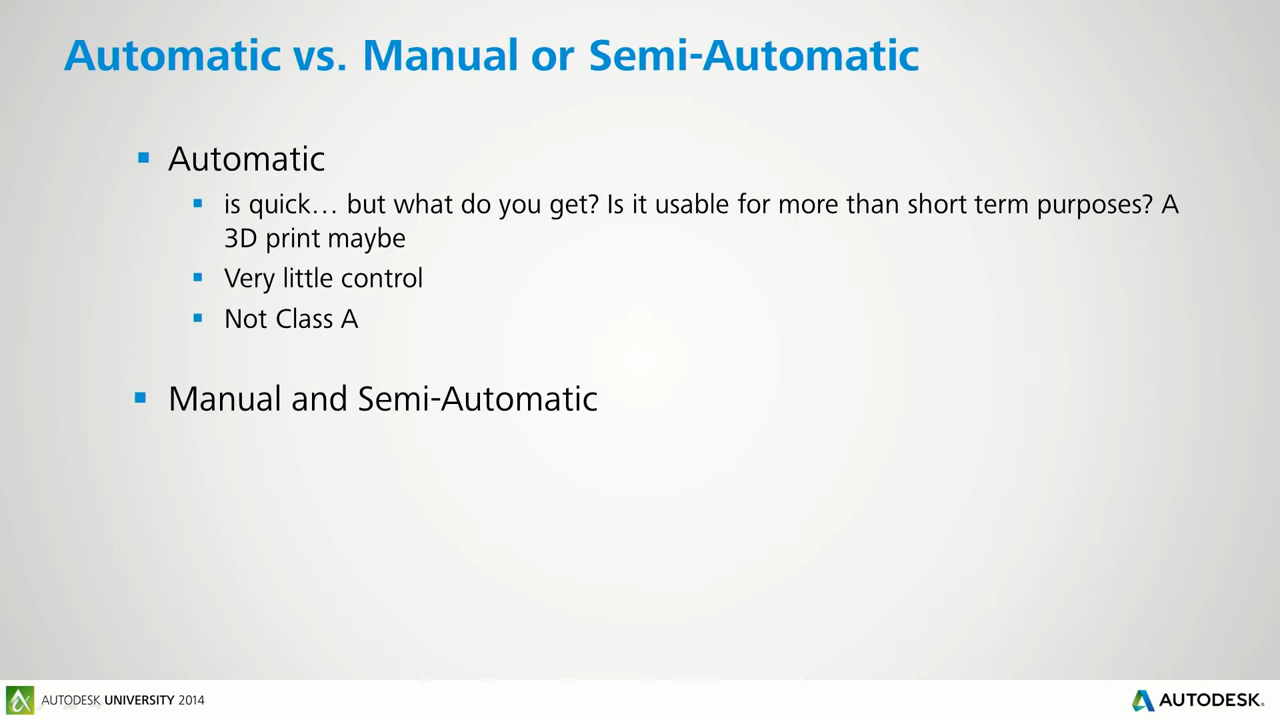 Automatic vs. Manual or Semi-Automatic
Automatic
is quick… but what do you get? Is it usable for more than short term purposes? A
3D print maybe
Very little control
Not Class A
Manual and Semi-Automatic
AUTODESK UNIVERSITY 2014
AUTODESK®